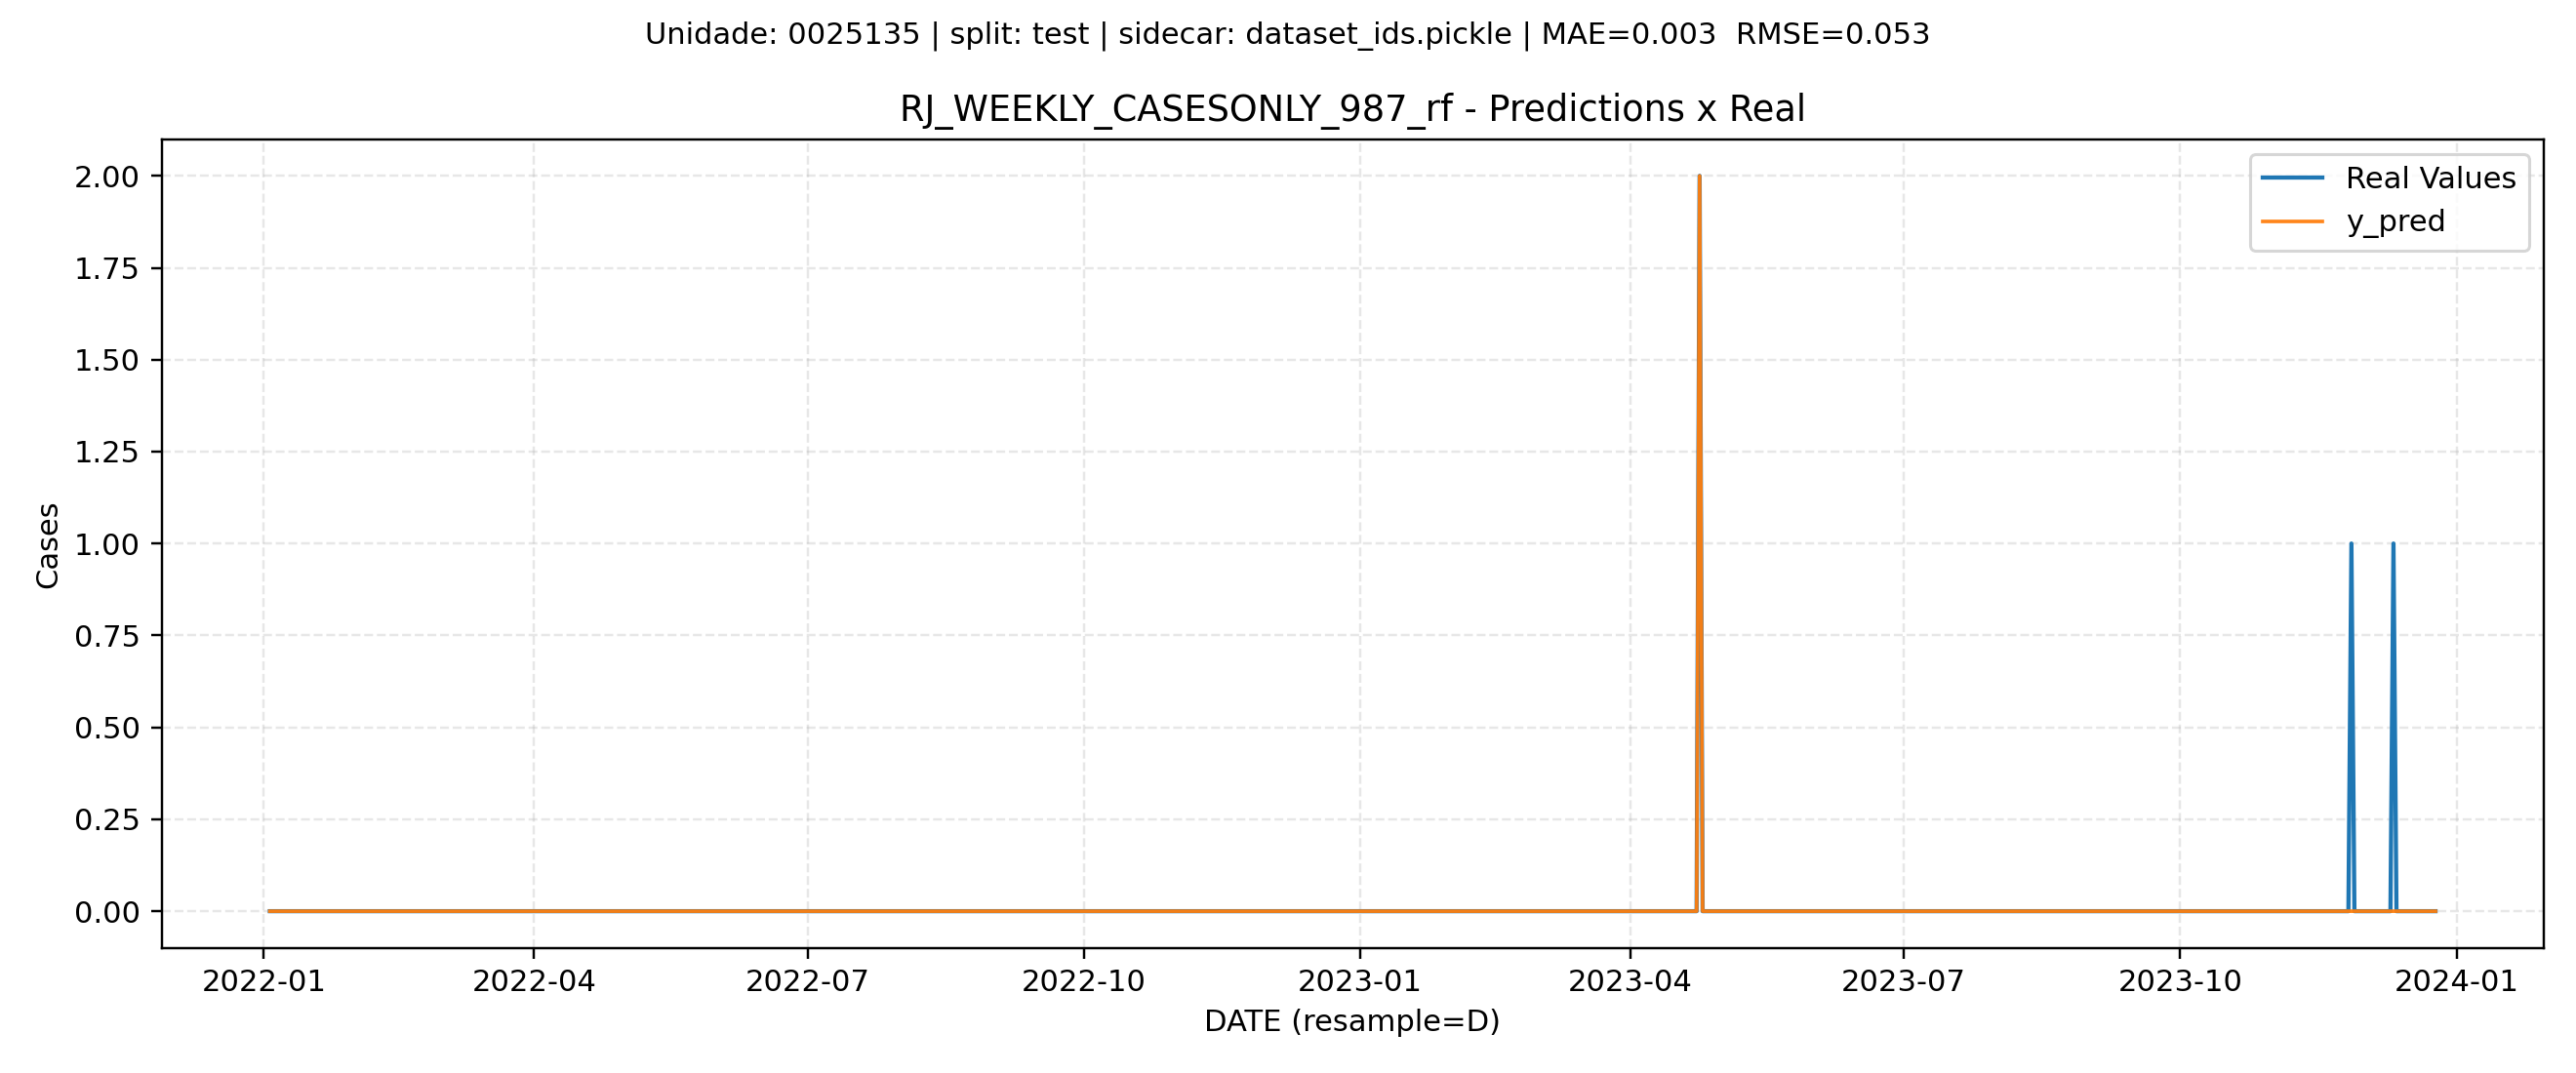 Unidade: 0025135 | split: test | sidecar: dataset_ids.pickle | MAE=0.003  RMSE=0.053
RJ_WEEKLY_CASESONLY_987_rf - Predictions x Real
Real Values
y_pred
Cases
2.00
1.75
1.50
1.25
1.00
0.75
0.50
0.25
0.00
2022-01 2022-04 2022-07 2022-10 2023-01 2023-04 2023-07 2023-10 2024-01
DATE (resample=D)